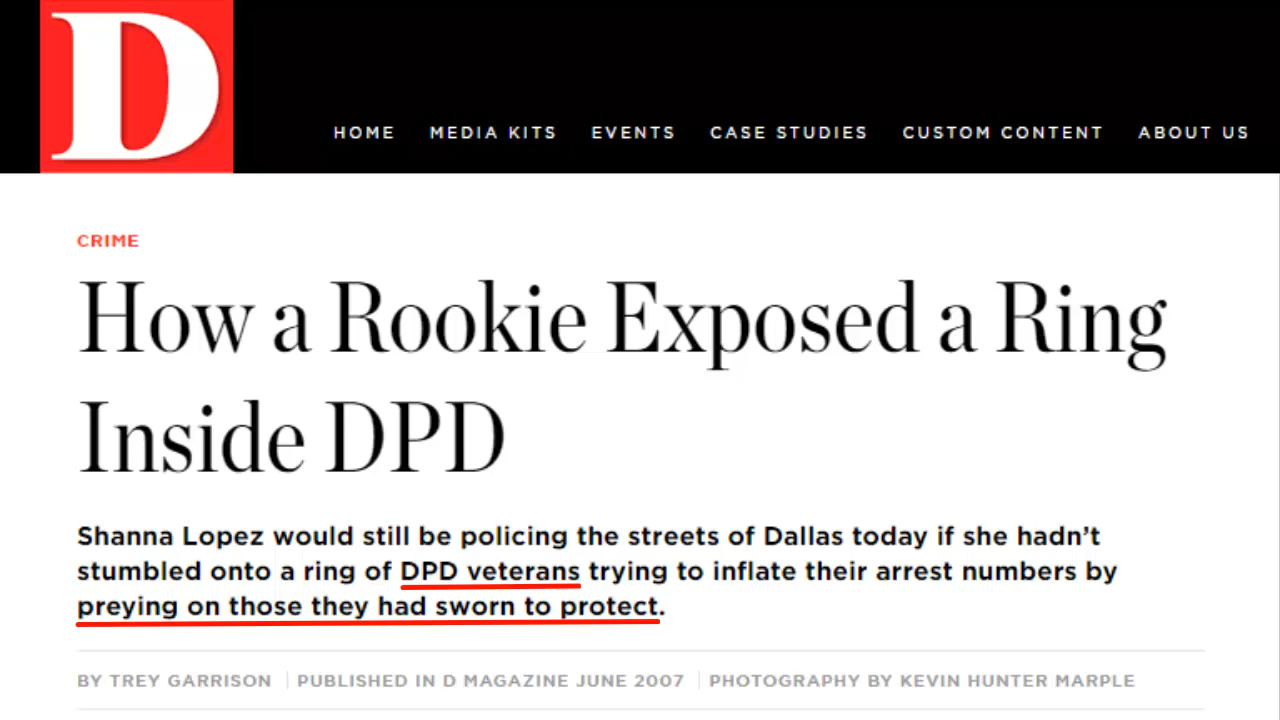 D
HOME MEDIA KITS EVENTS CASE STUDIES CUSTOM CONTENT ABOUT US
CRIME
How a Rookie Exposed a Ring
Inside DPD
Shanna Lopez would still be policing the streets of Dallas today if she hadn’t
stumbled onto a ring of DPD veterans trying to inflate their arrest numbers by
preying on those they had sworn to protect.
BY TREY GARRISON PUBLISHED IN D MAGAZINE JUNE 2007 PHOTOGRAPHY BY KEVIN HUNTER MARPLE